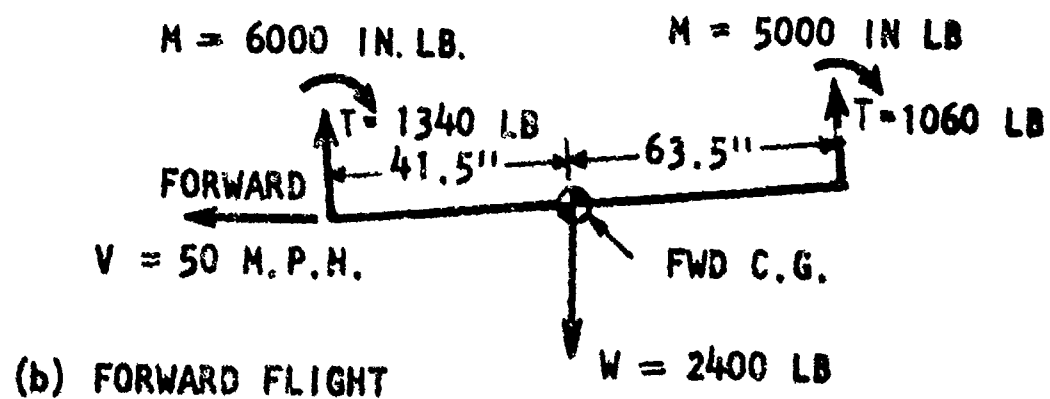 M = 6000 IN. LB.
M = 5000 IN LB
T = 1340 LB
T = 1060 LB
41.5"
63.5"
FORWARD
V = 50 M.P.H.
FWD C.G.
W = 2400 LB
(b) FORWARD FLIGHT